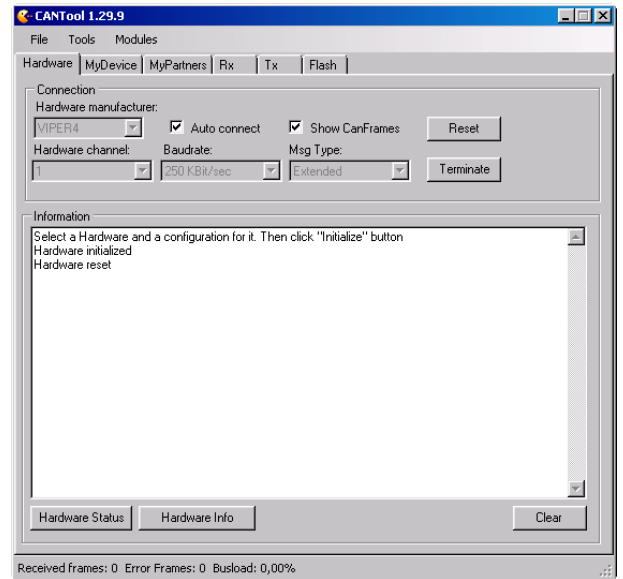 CANTool 1.29.9
File Tools Modules
Hardware MyDevice MyPartners Rx Tx Flash
Connection
Hardware manufacturer:
VIPER4 Auto connect Show CanFrames Reset
Hardware channel: Baudrate: Msg Type:
1 250 KBit/sec Extended Terminate
Information
Select a Hardware and a configuration for it. Then click "Initialize" button
Hardware initialized
Hardware reset
Hardware Status Hardware Info Clear
Received frames: 0 Error Frames: 0 Busload: 0,00%